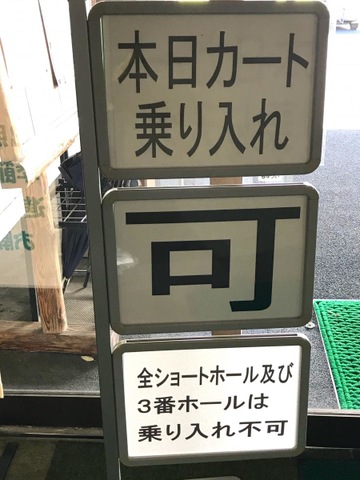 本日カート
乗り入れ
可
全ショートホール及び
3番ホールは
乗り入れ不可